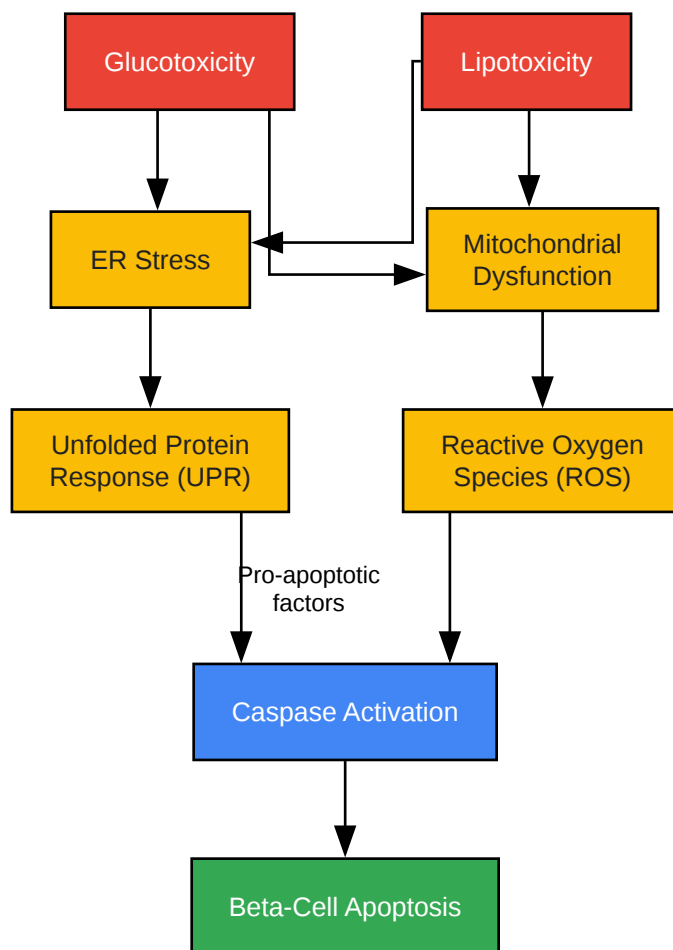 Glucotoxicity
Lipotoxicity
ER Stress
Mitochondrial
Dysfunction
Unfolded Protein
Response (UPR)
Reactive Oxygen
Species (ROS)
Pro-apoptotic
factors
Caspase Activation
Beta-Cell Apoptosis